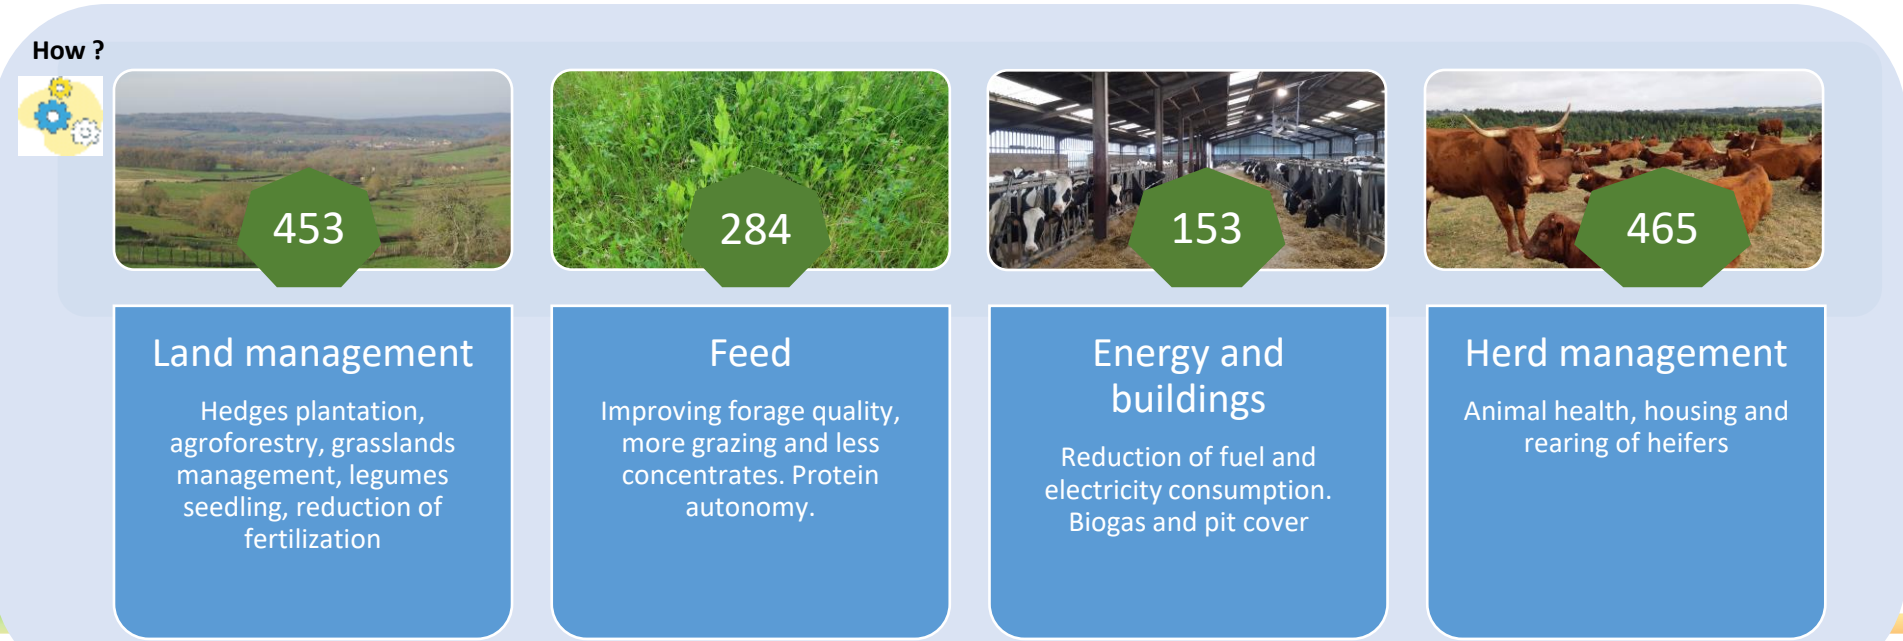 How ?
453
284
153
465
Land management
Hedges plantation,
agroforestry, grasslands
management, legumes
seedling, reduction of
fertilization
Feed
Improving forage quality,
more grazing and less
concentrates. Protein
autonomy.
Energy and
buildings
Reduction of fuel and
electricity consumption.
Biogas and pit cover
Herd management
Animal health, housing and
rearing of heifers